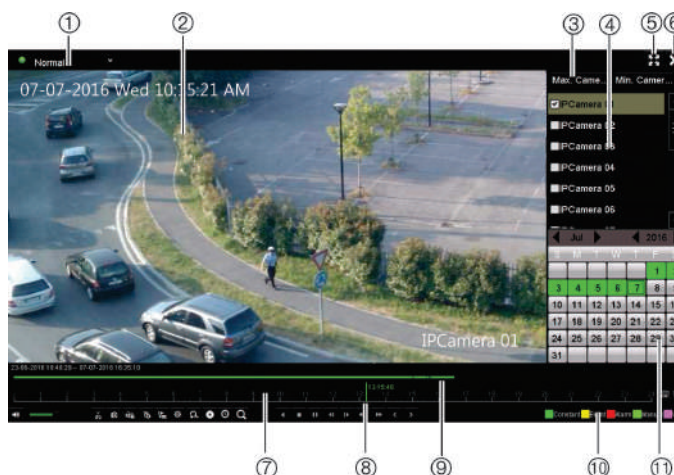 ① ② ③ ④ ⑤ ⑥
Normal
07-07-2016 Wed 10:15:21 AM
Max. Came... Min. Camer...
IPCamera 01
IPCamera 02
IPCamera 03
IPCamera 04
IPCamera 05
IPCamera 06
Jul 2016
S M T W T F
1
3 4 5 6 7 8
10 11 12 13 14 15
17 18 19 20 21 22
24 25 26 27 28 29
31
IPCamera 01
Constant Alarm
⑦ ⑧ ⑨ ⑩ ⑪